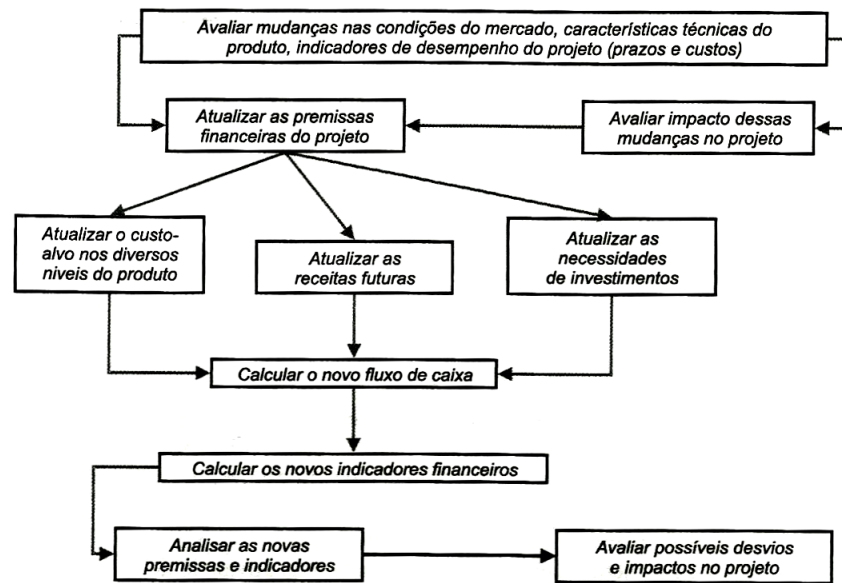 Avaliar mudanças nas condições do mercado, características técnicas do
produto, indicadores de desempenho do projeto (prazos e custos)
Atualizar as premissas
financeiras do projeto
Avaliar impacto dessas
mudanças no projeto
Atualizar o custo-
alvo nos diversos
niveis do produto
Atualizar as
receitas futuras
Atualizar as
necessidades
de investimentos
Calcular o novo fluxo de caixa
Calcular os novos indicadores financeiros
Analisar as novas
premissas e indicadores
Avaliar possíveis desvios
e impactos no projeto